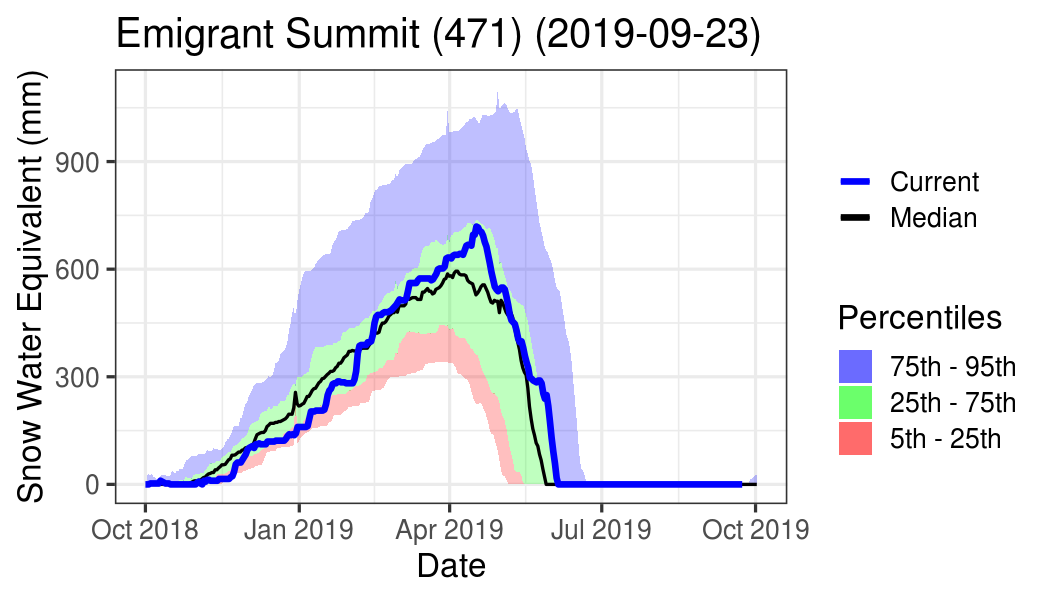 Emigrant Summit (471) (2019-09-23)
Snow Water Equivalent (mm)
900
600
300
0
Oct 2018
Jan 2019
Apr 2019
Jul 2019
Oct 2019
Date
Current
Median
Percentiles
75th - 95th
25th - 75th
5th - 25th